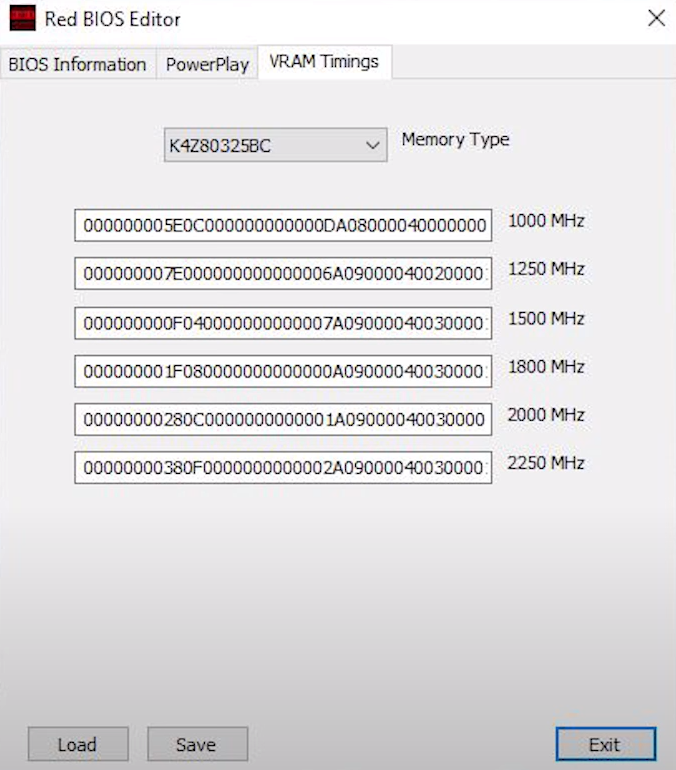 Red BIOS Editor
BIOS Information PowerPlay VRAM Timings
K4Z80325BC Memory Type
000000005E0C000000000000DA08000040000000 1000 MHz
000000007E000000000000006A09000040020000 1250 MHz
000000000F040000000000007A09000040030000 1500 MHz
000000001F080000000000000A09000040030000 1800 MHz
00000000280C0000000000001A09000040030000 2000 MHz
00000000380F0000000000002A09000040030000 2250 MHz
Load Save Exit